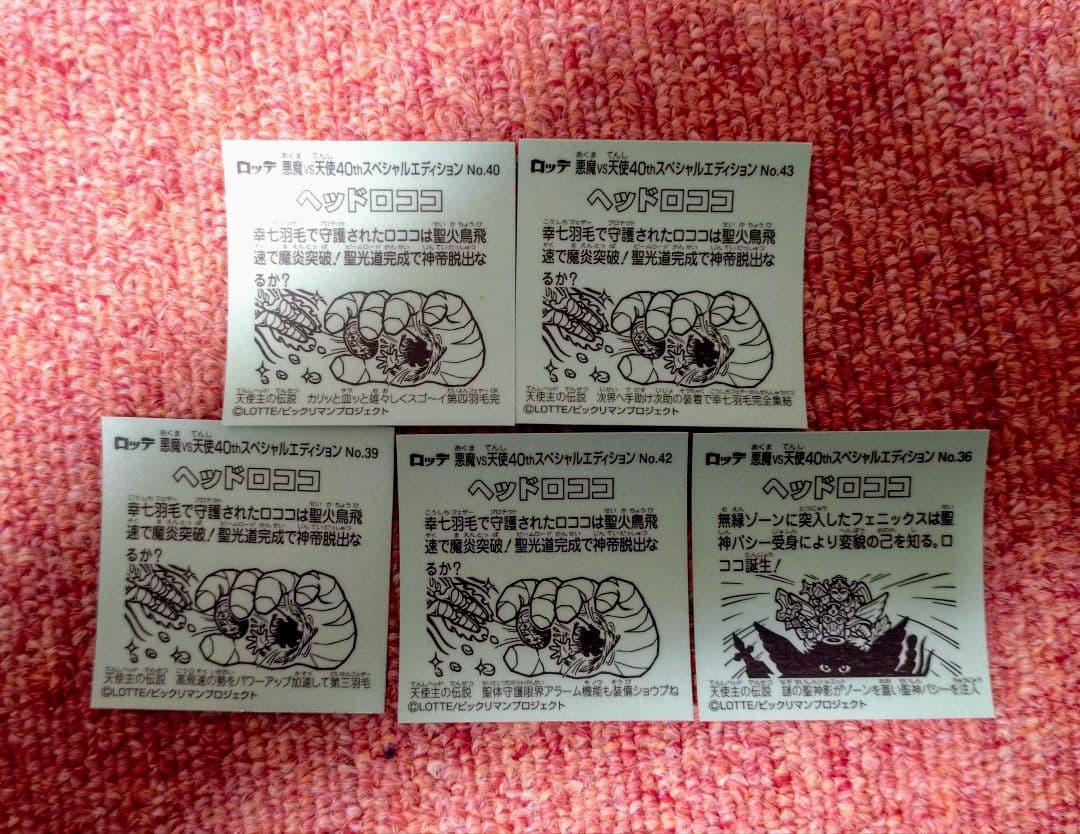 ロッテ 悪魔VS天使40thスペシャルエディション No.40
ヘッドロココ
幸七羽毛で守護されたロココは聖火鳥飛
速で魔炎突破!聖光道完成で神帝脱出な
るか?
天使主の伝説 カリッと皿ッと雄々しくスゴ〜イ第四羽毛完
©LOTTE/ビックリマンプロジェクト
ロッテ 悪魔VS天使40thスペシャルエディション No.43
ヘッドロココ
幸七羽毛で守護されたロココは聖火鳥飛
速で魔炎突破!聖光道完成で神帝脱出な
るか?
天使主の伝説 次界へ手助け次助の装着で幸七羽毛完全集結
©LOTTE/ビックリマンプロジェクト
ロッテ 悪魔VS天使40thスペシャルエディション No.39
ヘッドロココ
幸七羽毛で守護されたロココは聖火鳥飛
速で魔炎突破!聖光道完成で神帝脱出な
るか?
天使主の伝説 高飛速の勢をパワーアップ加速して第三羽毛
©LOTTE/ビックリマンプロジェクト
ロッテ 悪魔VS天使40thスペシャルエディション No.42
ヘッドロココ
幸七羽毛で守護されたロココは聖火鳥飛
速で魔炎突破!聖光道完成で神帝脱出な
るか?
天使主の伝説 聖体守護限界アラーム機能も装備ショウブね
©LOTTE/ビックリマンプロジェクト
ロッテ 悪魔VS天使40thスペシャルエディション No.36
ヘッドロココ
無縁ゾーンに突入したフェニックスは聖
神パシー受身により変貌の己を知る。ロ
ココ誕生!
天使主の伝説 謎の聖神影がゾーンを蓋い聖神パシーを注入
©LOTTE/ビックリマンプロジェクト